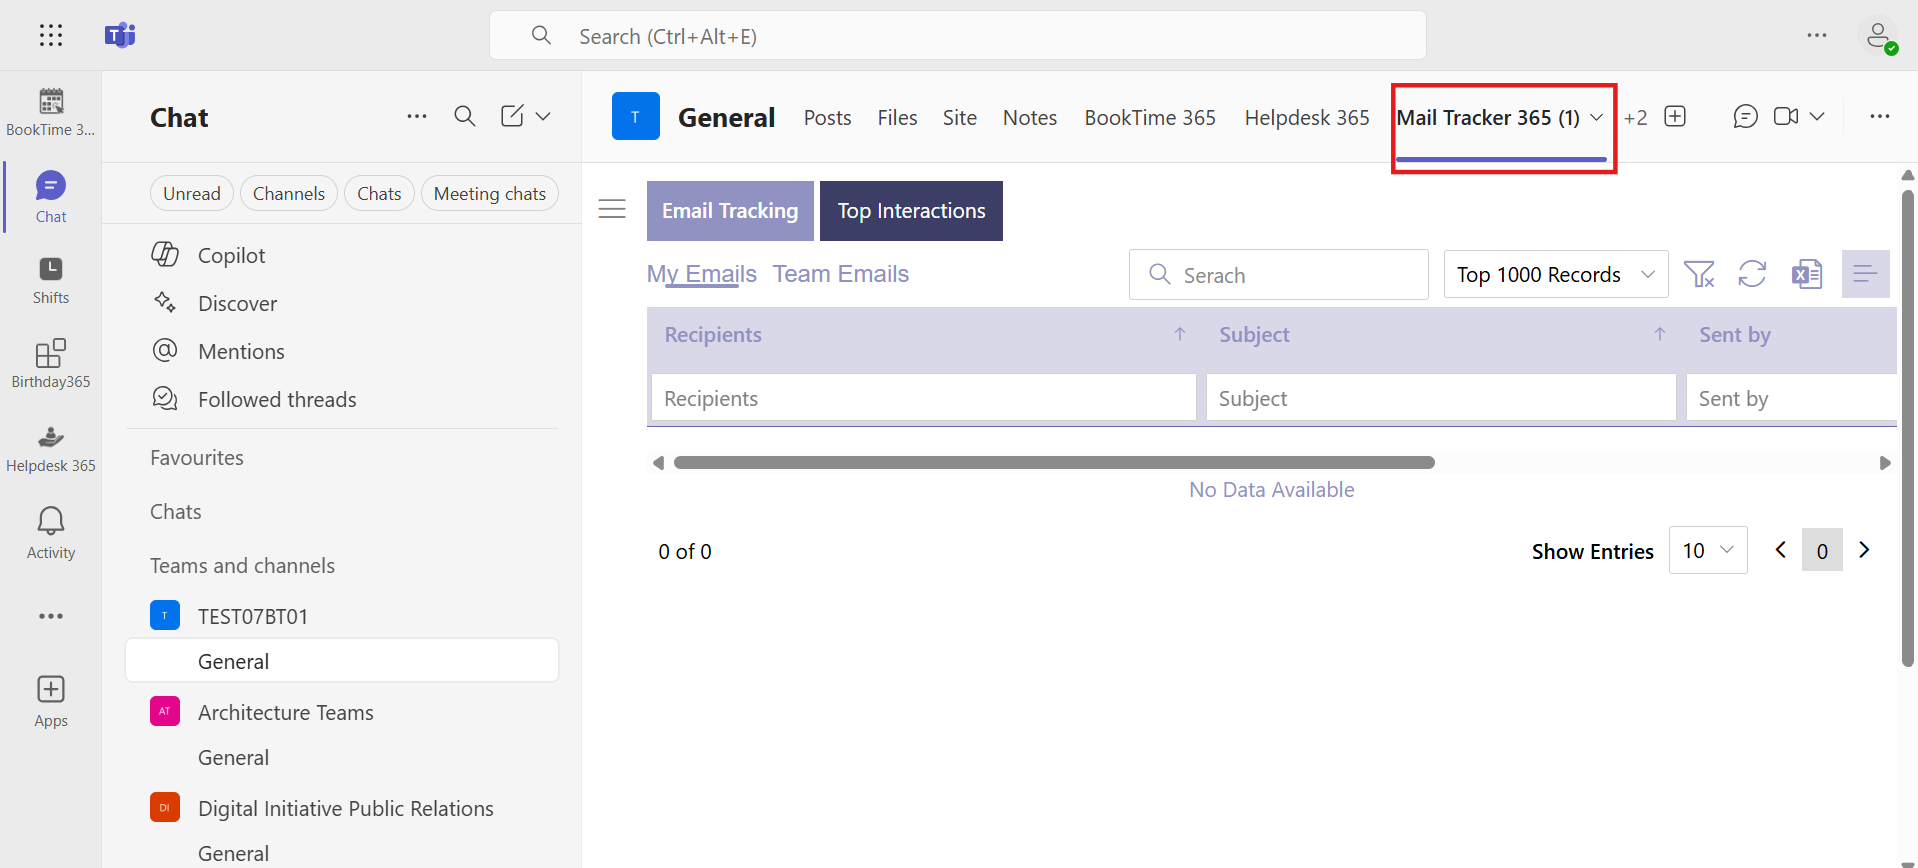 Search (Ctrl+Alt+E)
BookTime 3...
Chat
Shifts
Birthday365
Helpdesk 365
Activity
Apps
Chat
Unread Channels Chats Meeting chats
Copilot
Discover
Mentions
Followed threads
Favourites
Chats
Teams and channels
T TEST07BT01
General
AT Architecture Teams
General
DI Digital Initiative Public Relations
General
T General Posts Files Site Notes BookTime 365 Helpdesk 365 Mail Tracker 365 (1) +2
Email Tracking Top Interactions
My Emails Team Emails Serach Top 1000 Records
Recipients Subject Sent by
Recipients Subject Sent by
No Data Available
0 of 0 Show Entries 10 0